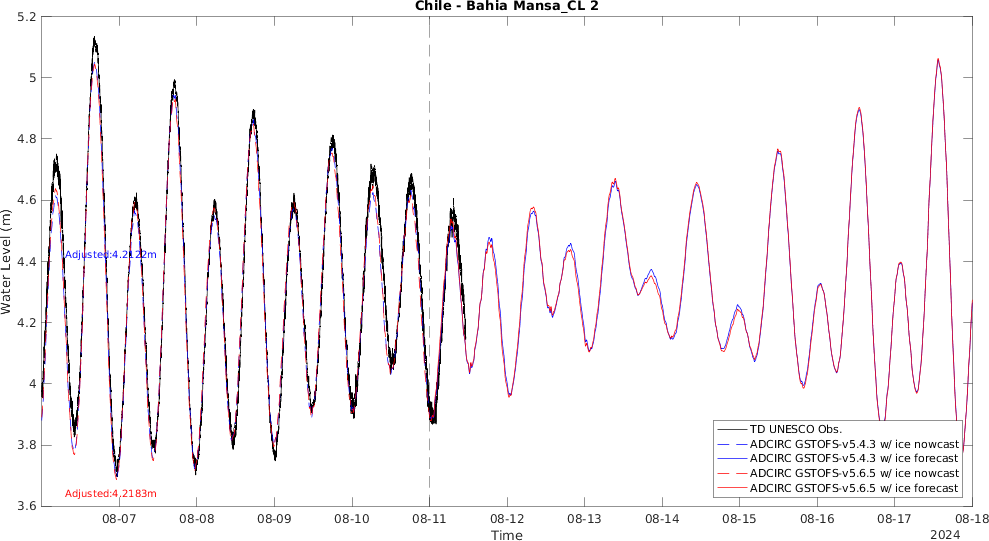 Chile - Bahia Mansa_CL 2
Water Level (m)
5.2
5
4.8
4.6
4.4
4.2
4
3.8
3.6
Adjusted:4.2122m
Adjusted:4.2183m
TD UNESCO Obs.
ADCIRC GSTOFS-v5.4.3 w/ ice nowcast
ADCIRC GSTOFS-v5.4.3 w/ ice forecast
ADCIRC GSTOFS-v5.6.5 w/ ice nowcast
ADCIRC GSTOFS-v5.6.5 w/ ice forecast
08-07 08-08 08-09 08-10 08-11 08-12 08-13 08-14 08-15 08-16 08-17 08-18
Time
2024